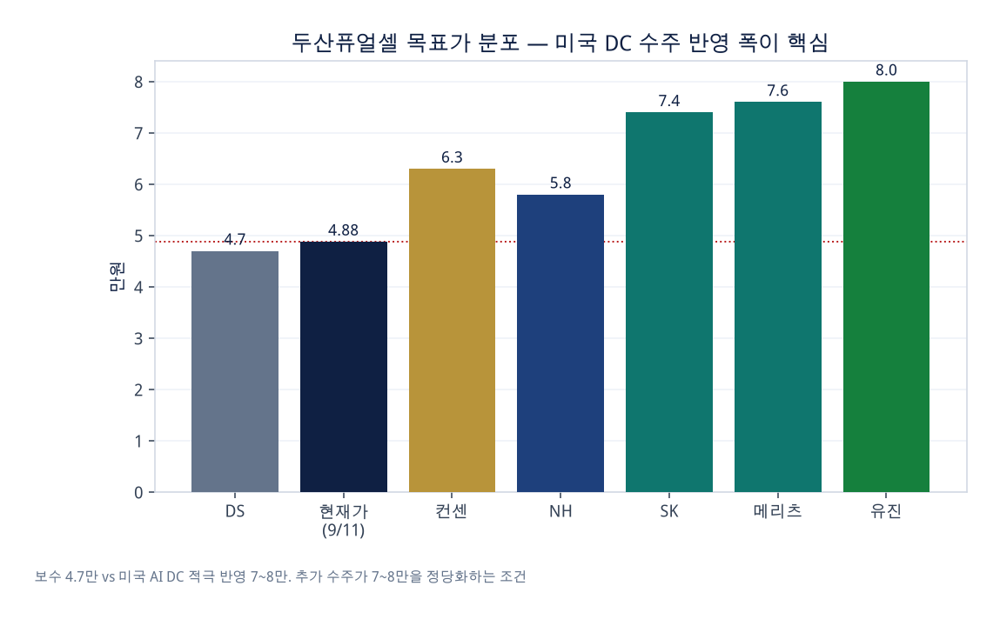 두산퓨얼셀 목표가 분포 — 미국 DC 수주 반영 폭이 핵심
만원
8
7
6
5
4
3
2
1
0
4.7
4.88
6.3
5.8
7.4
7.6
8.0
DS
현재가
(9/11)
컨센
NH
SK
메리츠
유진
보수 4.7만 vs 미국 AI DC 적극 반영 7~8만. 추가 수주가 7~8만을 정당화하는 조건